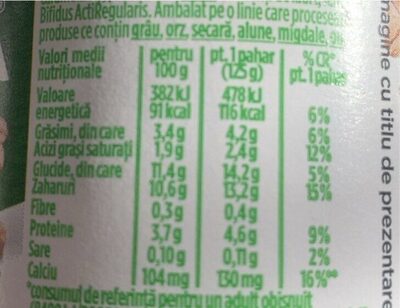 Bifidus ActiRegularis. Ambalat pe o linie care procesea
produse ce conțin grâu, orz, secară, alune, migdale,
Valori medii nutriționale pentru 100 g pt. 1 pahar (125 g) % CR* pt. 1 pahar
Valoare energetică 382 kJ 91 kcal 478 kJ 116 kcal 6%
Grăsimi, din care 3,4 g 4,2 g 6%
Acizi grași saturați 1,9 g 2,4 g 12%
Glucide, din care 11,4 g 14,2 g 5%
Zaharuri 10,6 g 13,2 g 15%
Fibre 0,3 g 0,4 g
Proteine 3,7 g 4,6 g 9%
Sare 0,10 g 0,11 g 2%
Calciu 104 mg 130 mg 16%**
*consumul de referință pentru un adult obișnuit
magine cu titlu de prezentare